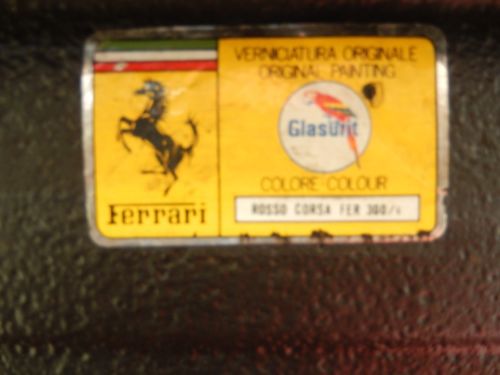 VERNICIATURA ORIGINALE
ORIGINAL PAINTING
Glasurit
COLORE-COLOUR
ROSSO CORSA FER 300/
Ferrari